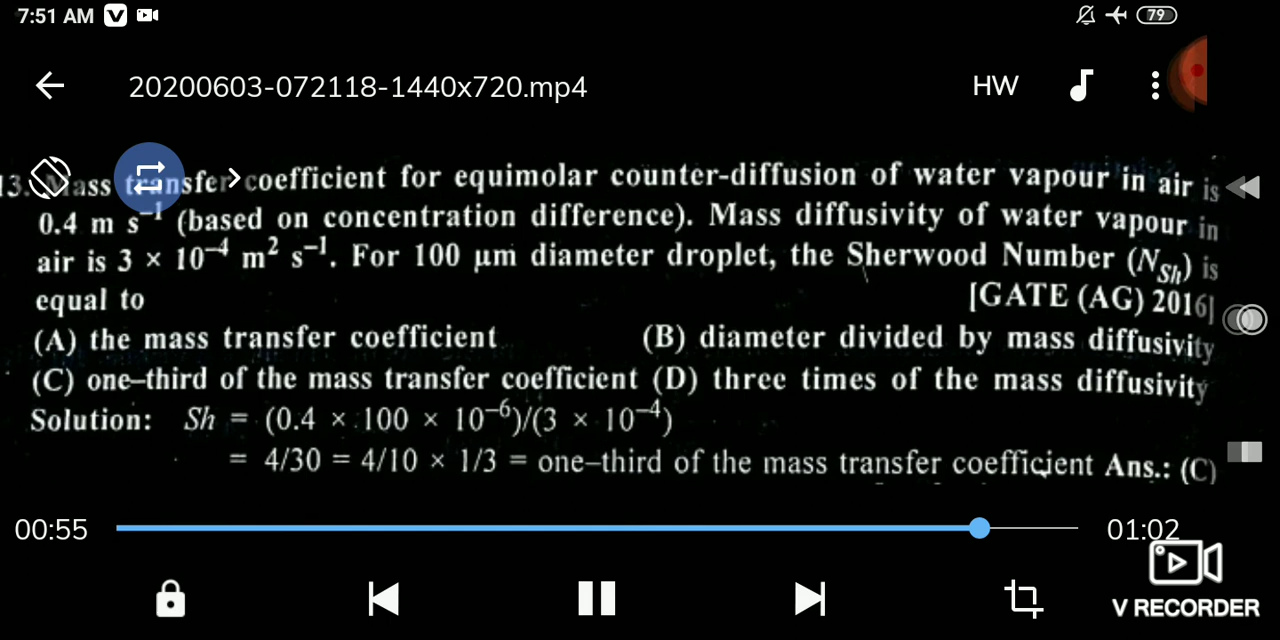 7:51 AM
79
20200603-072118-1440x720.mp4
HW
13. Mass transfer coefficient for equimolar counter-diffusion of water vapour in air is
0.4 m s⁻¹ (based on concentration difference). Mass diffusivity of water vapour in
air is 3 × 10⁻⁴ m² s⁻¹. For 100 μm diameter droplet, the Sherwood Number (N_Sh) is
equal to [GATE (AG) 2016]
(A) the mass transfer coefficient (B) diameter divided by mass diffusivity
(C) one–third of the mass transfer coefficient (D) three times of the mass diffusivity
Solution: Sh = (0.4 × 100 × 10⁻⁶)/(3 × 10⁻⁴)
= 4/30 = 4/10 × 1/3 = one–third of the mass transfer coefficient Ans.: (C)
00:55
01:02
V RECORDER